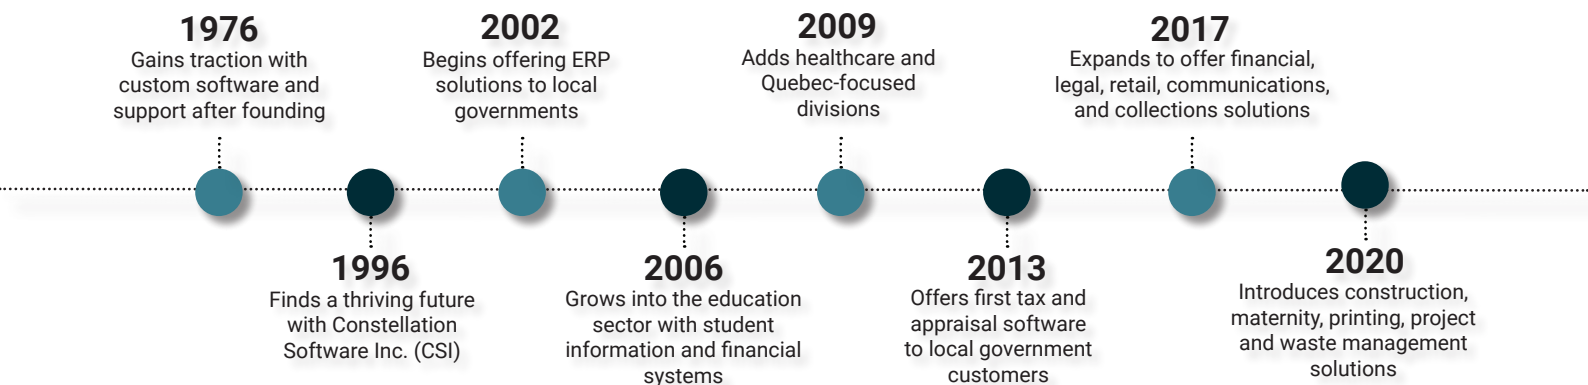 1976
Gains traction with
custom software and
support after founding
1996
Finds a thriving future
with Constellation
Software Inc. (CSI)
2002
Begins offering ERP
solutions to local
governments
2006
Grows into the education
sector with student
information and financial
systems
2009
Adds healthcare and
Quebec-focused
divisions
2013
Offers first tax and
appraisal software
to local government
customers
2017
Expands to offer financial,
legal, retail, communications,
and collections solutions
2020
Introduces construction,
maternity, printing, project
and waste management
solutions